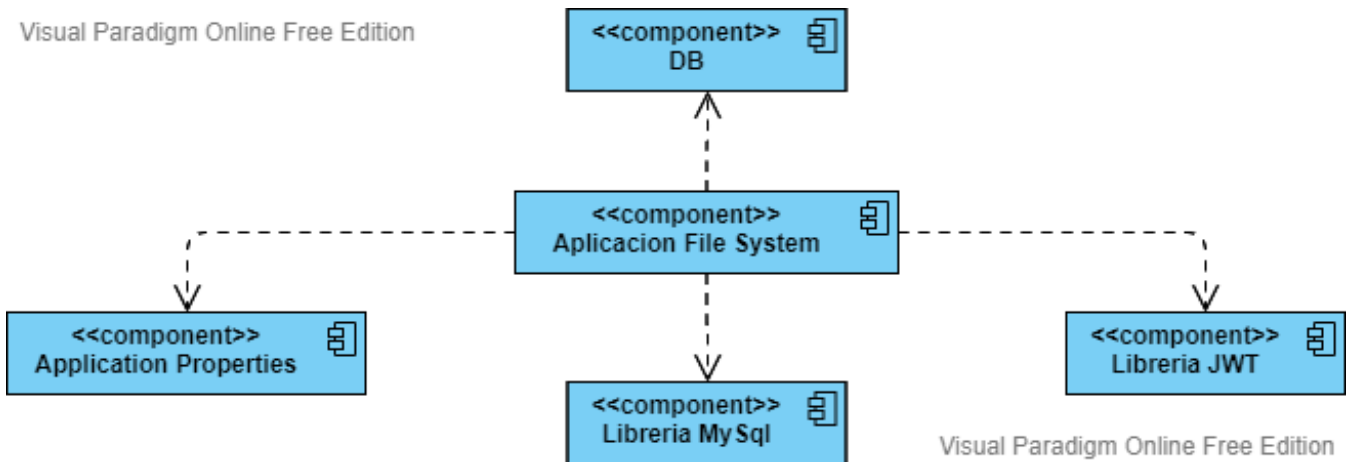 Visual Paradigm Online Free Edition
<<component>>
DB
<<component>>
Aplicacion File System
<<component>>
Application Properties
<<component>>
Libreria MySql
<<component>>
Libreria JWT
Visual Paradigm Online Free Edition